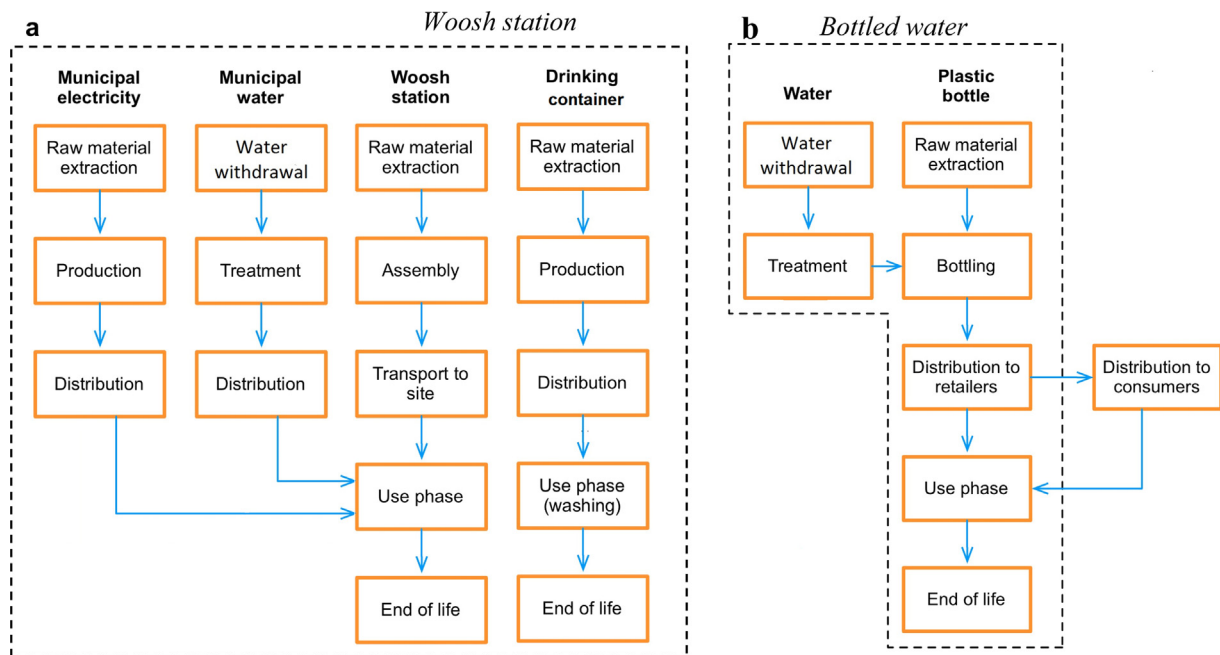 a
Woosh station
Municipal
electricity
Raw material
extraction
Production
Distribution
Municipal
water
Water
withdrawal
Treatment
Distribution
Woosh
station
Raw material
extraction
Assembly
Transport to
site
Use phase
End of life
Drinking
container
Raw material
extraction
Production
Distribution
Use phase
(washing)
End of life
b
Bottled water
Water
Water
withdrawal
Treatment
Plastic
bottle
Raw material
extraction
Bottling
Distribution to
retailers
Use phase
End of life
Distribution to
consumers